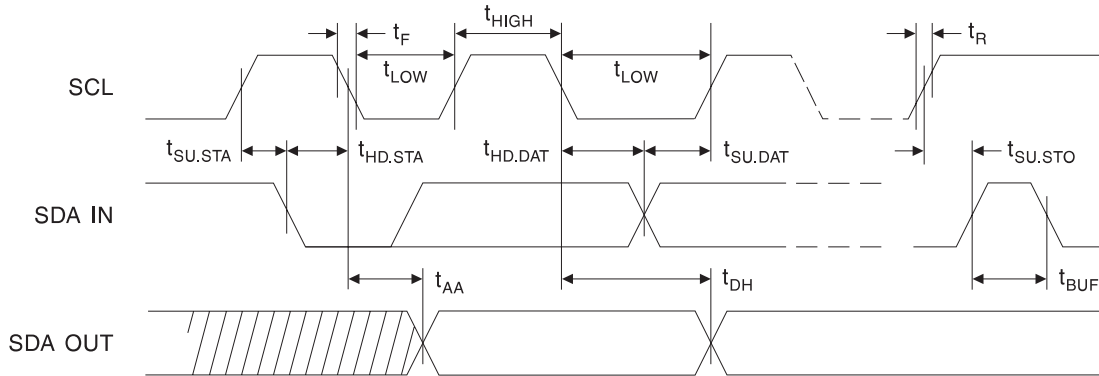 tHIGH
tF
tR
tLOW
tLOW
SCL
tSU.STA
tHD.STA
tHD.DAT
tSU.DAT
tSU.STO
SDA IN
tAA
tDH
tBUF
SDA OUT